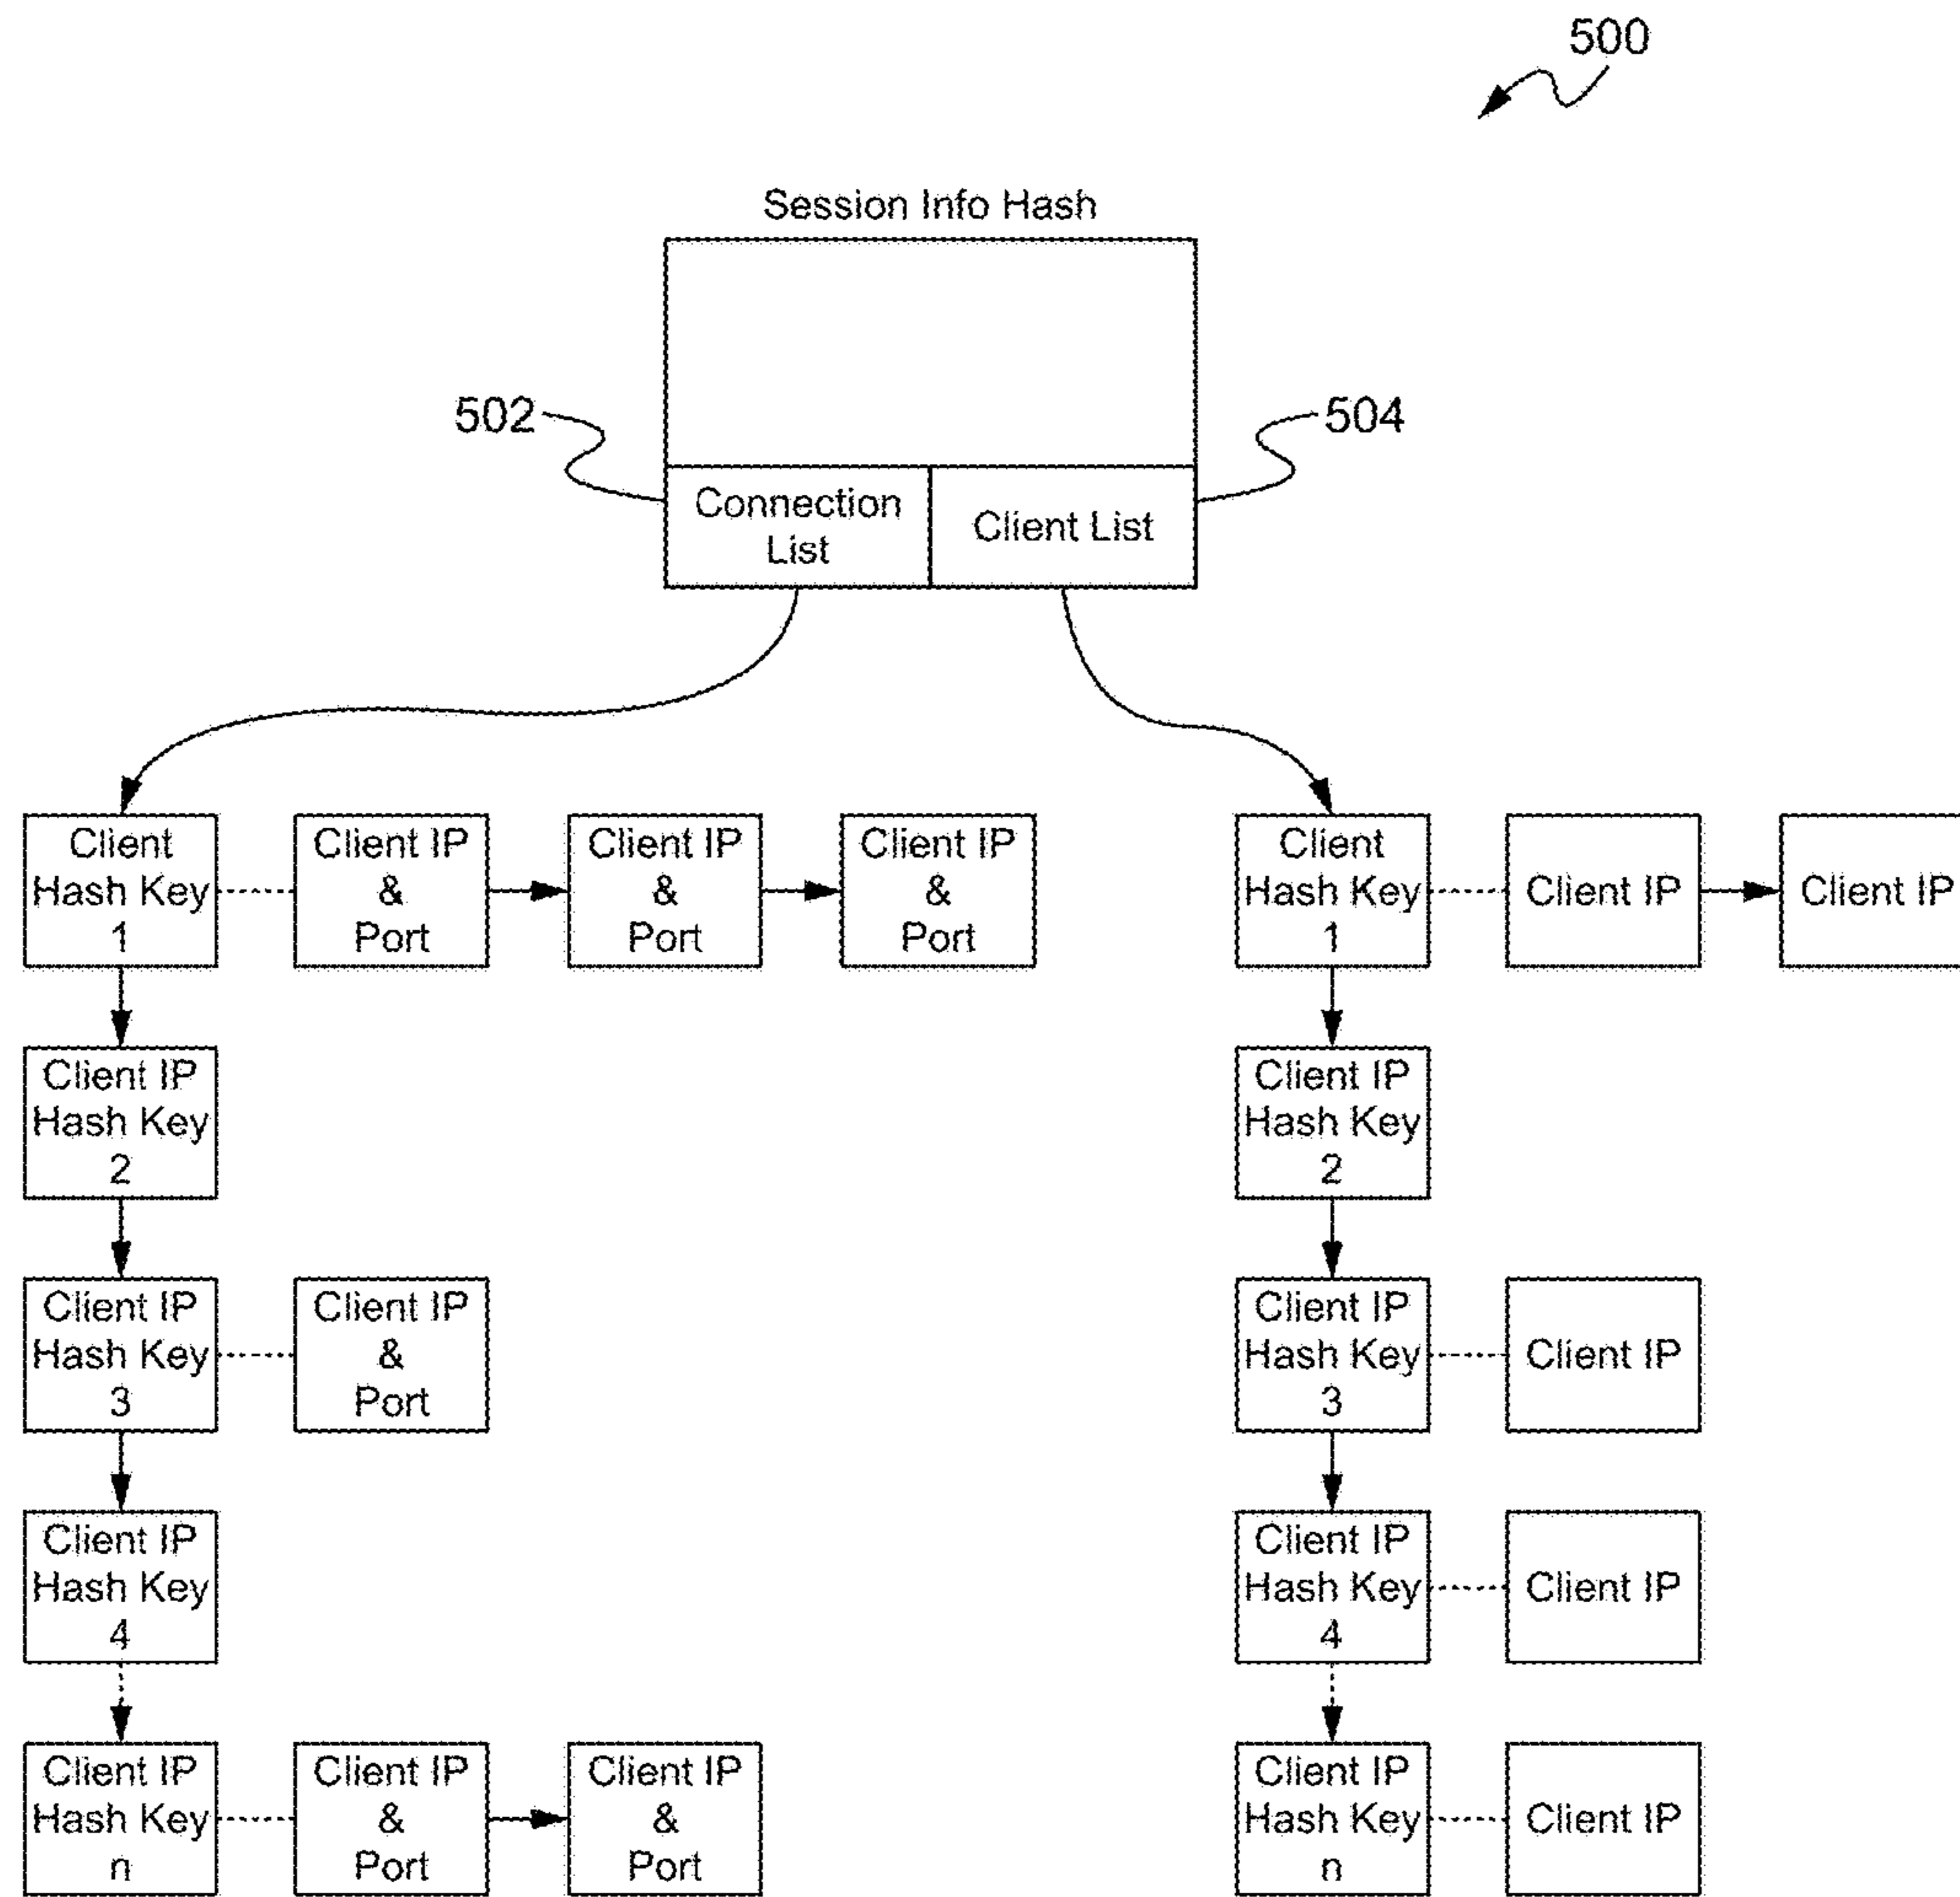 500
Session Info Hash
502
504
Connection
List
Client List
Client
Hash Key
1
Client IP
&
Port
Client IP
&
Port
Client IP
&
Port
Client
Hash Key
1
Client IP
Client IP
Client IP
Hash Key
2
Client IP
Hash Key
2
Client IP
Hash Key
3
Client IP
&
Port
Client IP
Hash Key
3
Client IP
Client IP
Hash Key
4
Client IP
Hash Key
4
Client IP
Client IP
Hash Key
n
Client IP
&
Port
Client IP
&
Port
Client IP
Hash Key
n
Client IP